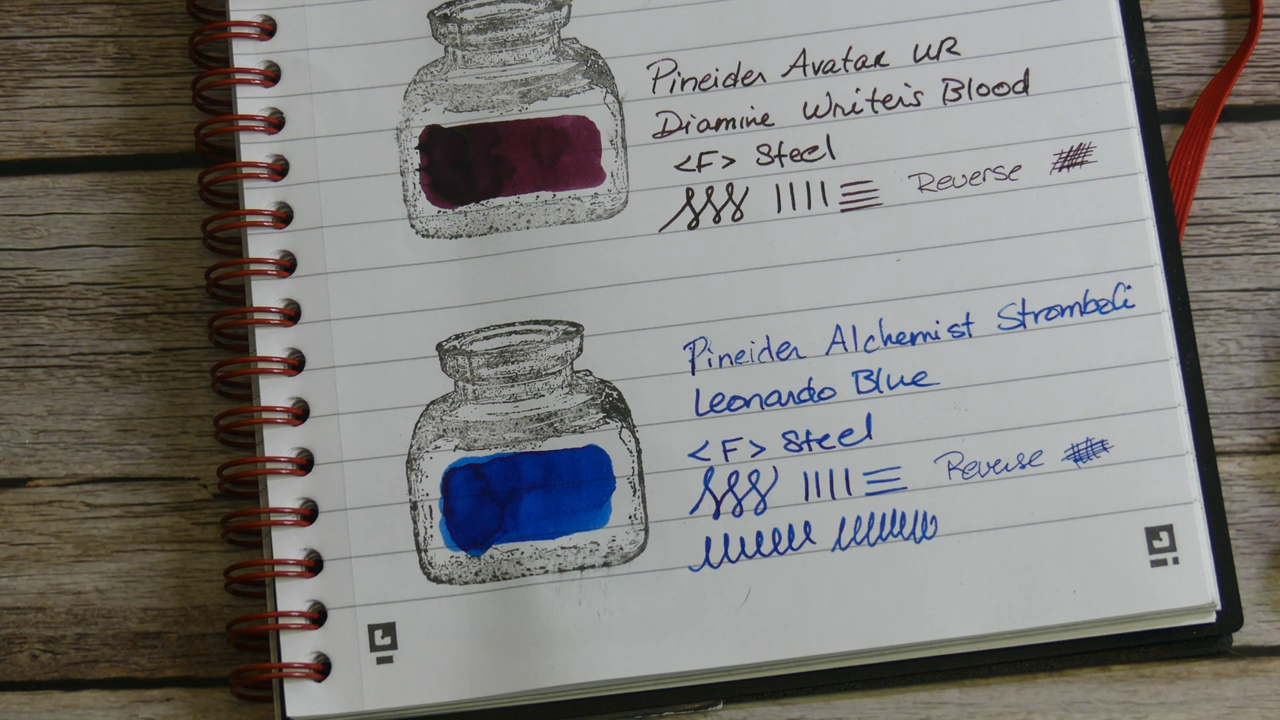 Pineider Avatar UR
Diamine Writer's Blood
<F> Steel
Reverse
Pineider Alchemist Stromboli
Leonardo Blue
<F> Steel
Reverse